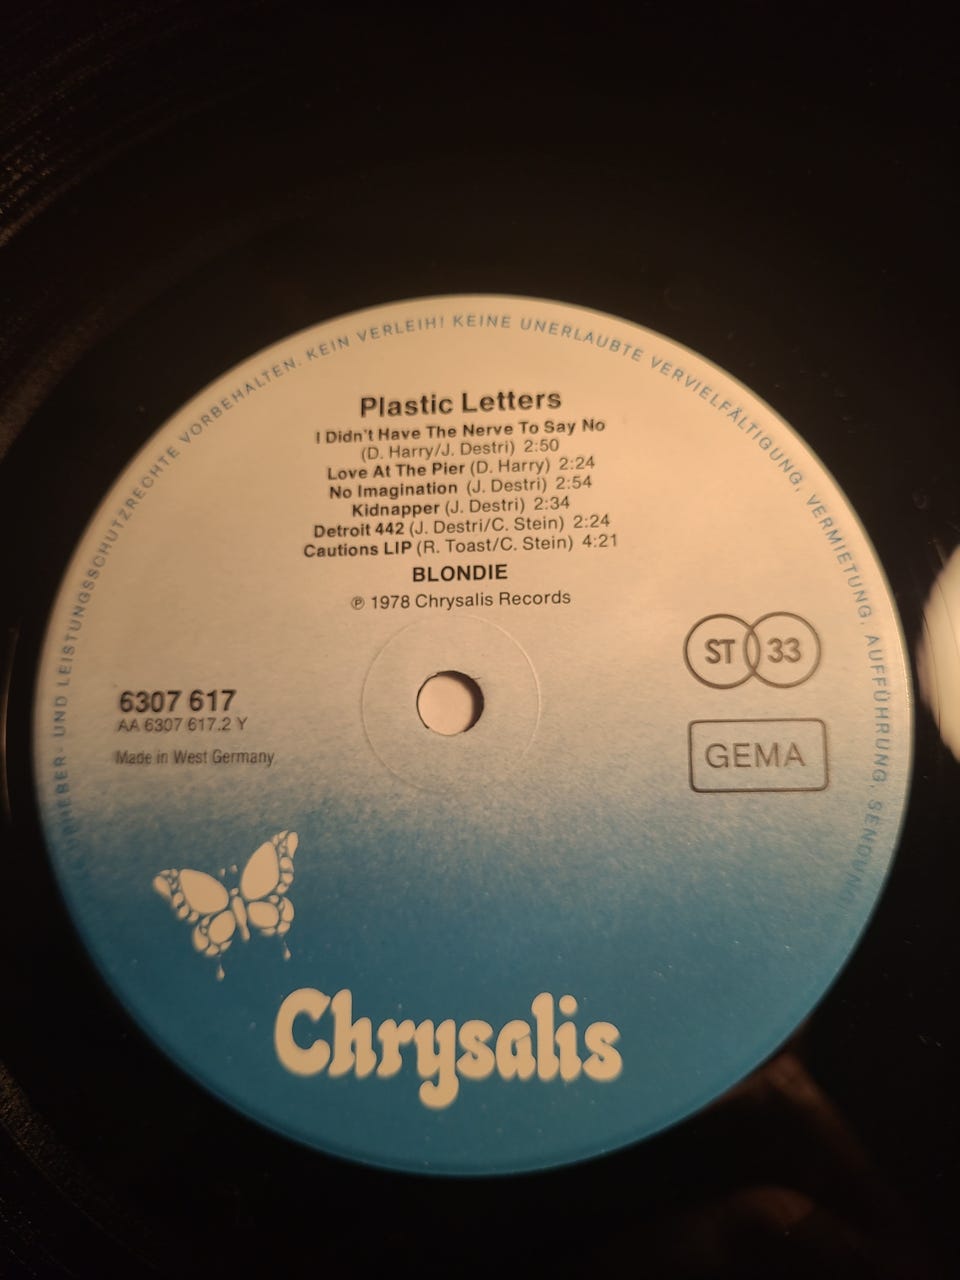 URHEBER- UND LEISTUNGSSCHUTZRECHTE VORBEHALTEN. KEIN VERLEIH! KEINE UNERLAUBTE VERVIELFÄLTIGUNG, VERMIETUNG, AUFFÜHRUNG, SENDUNG!
Plastic Letters
I Didn't Have The Nerve To Say No
(D. Harry/J. Destri) 2:50
Love At The Pier (D. Harry) 2:24
No Imagination (J. Destri) 2:54
Kidnapper (J. Destri) 2:34
Detroit 442 (J. Destri/C. Stein) 2:24
Cautions LIP (R. Toast/C. Stein) 4:21
BLONDIE
℗ 1978 Chrysalis Records
ST 33
6307 617
AA 6307 617.2 Y
GEMA
Made in West Germany
Chrysalis